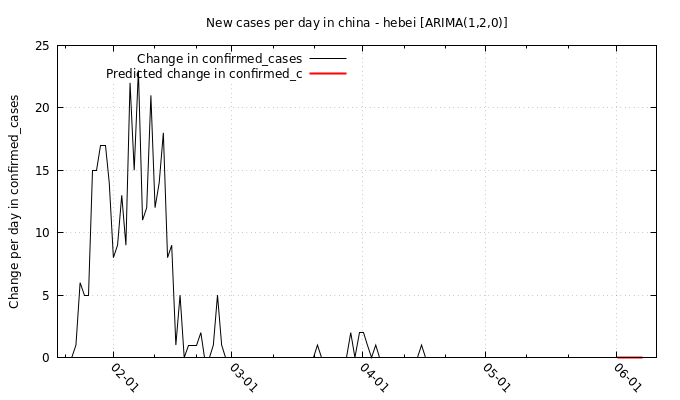 New cases per day in china - hebei [ARIMA(1,2,0)]
Change in confirmed_cases
Predicted change in confirmed_c
Change per day in confirmed_cases
25
20
15
10
5
0
02-01
03-01
04-01
05-01
06-01